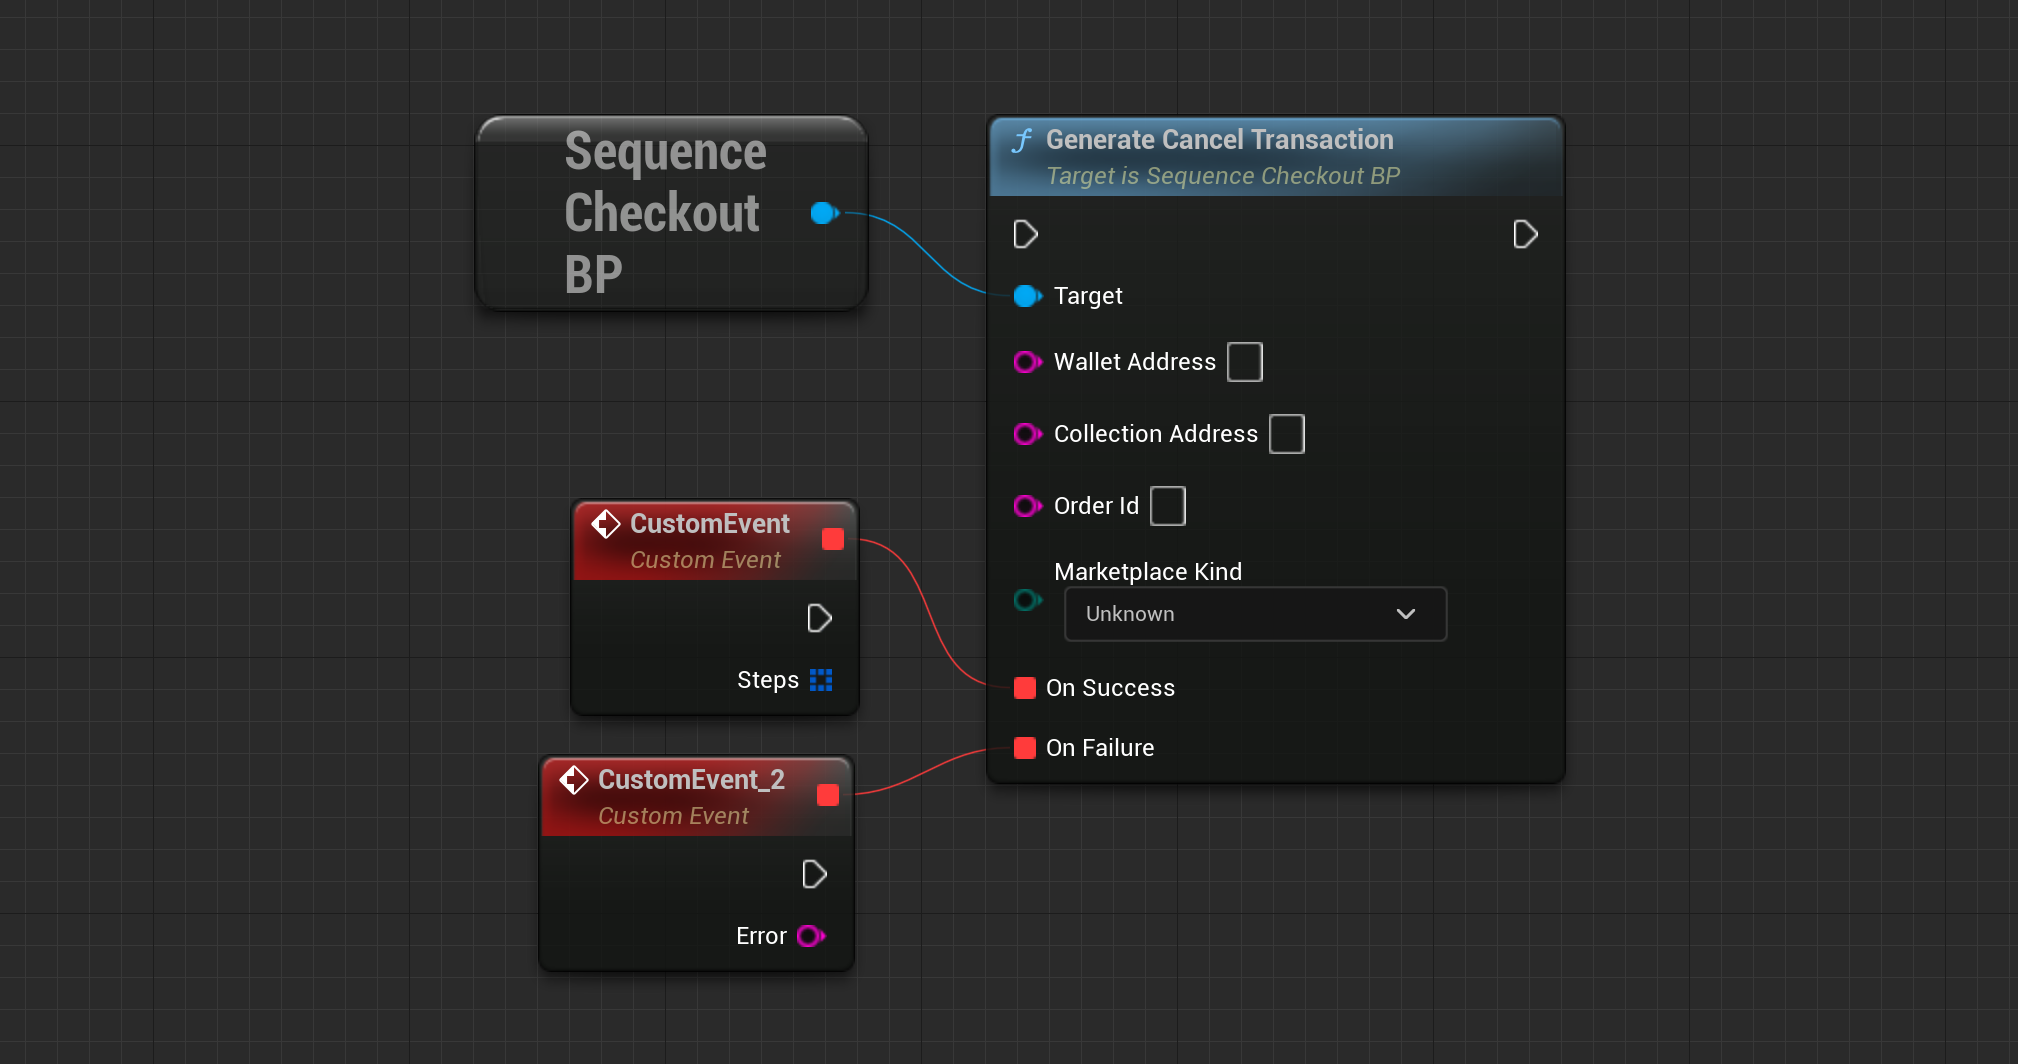 Sequence
Checkout
BP
f Generate Cancel Transaction
Target is Sequence Checkout BP
Target
Wallet Address
Collection Address
Order Id
Marketplace Kind
Unknown
On Success
On Failure
CustomEvent
Custom Event
Steps
CustomEvent_2
Custom Event
Error